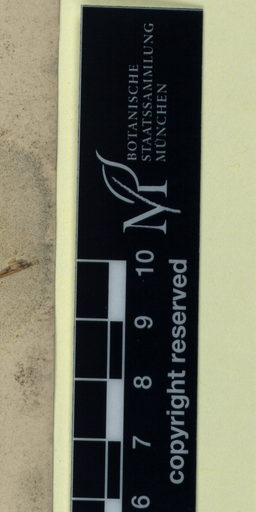 BOTANISCHE
STAATSSAMMLUNG
MÜNCHEN
M
10
9
8
7
6
copyright reserved